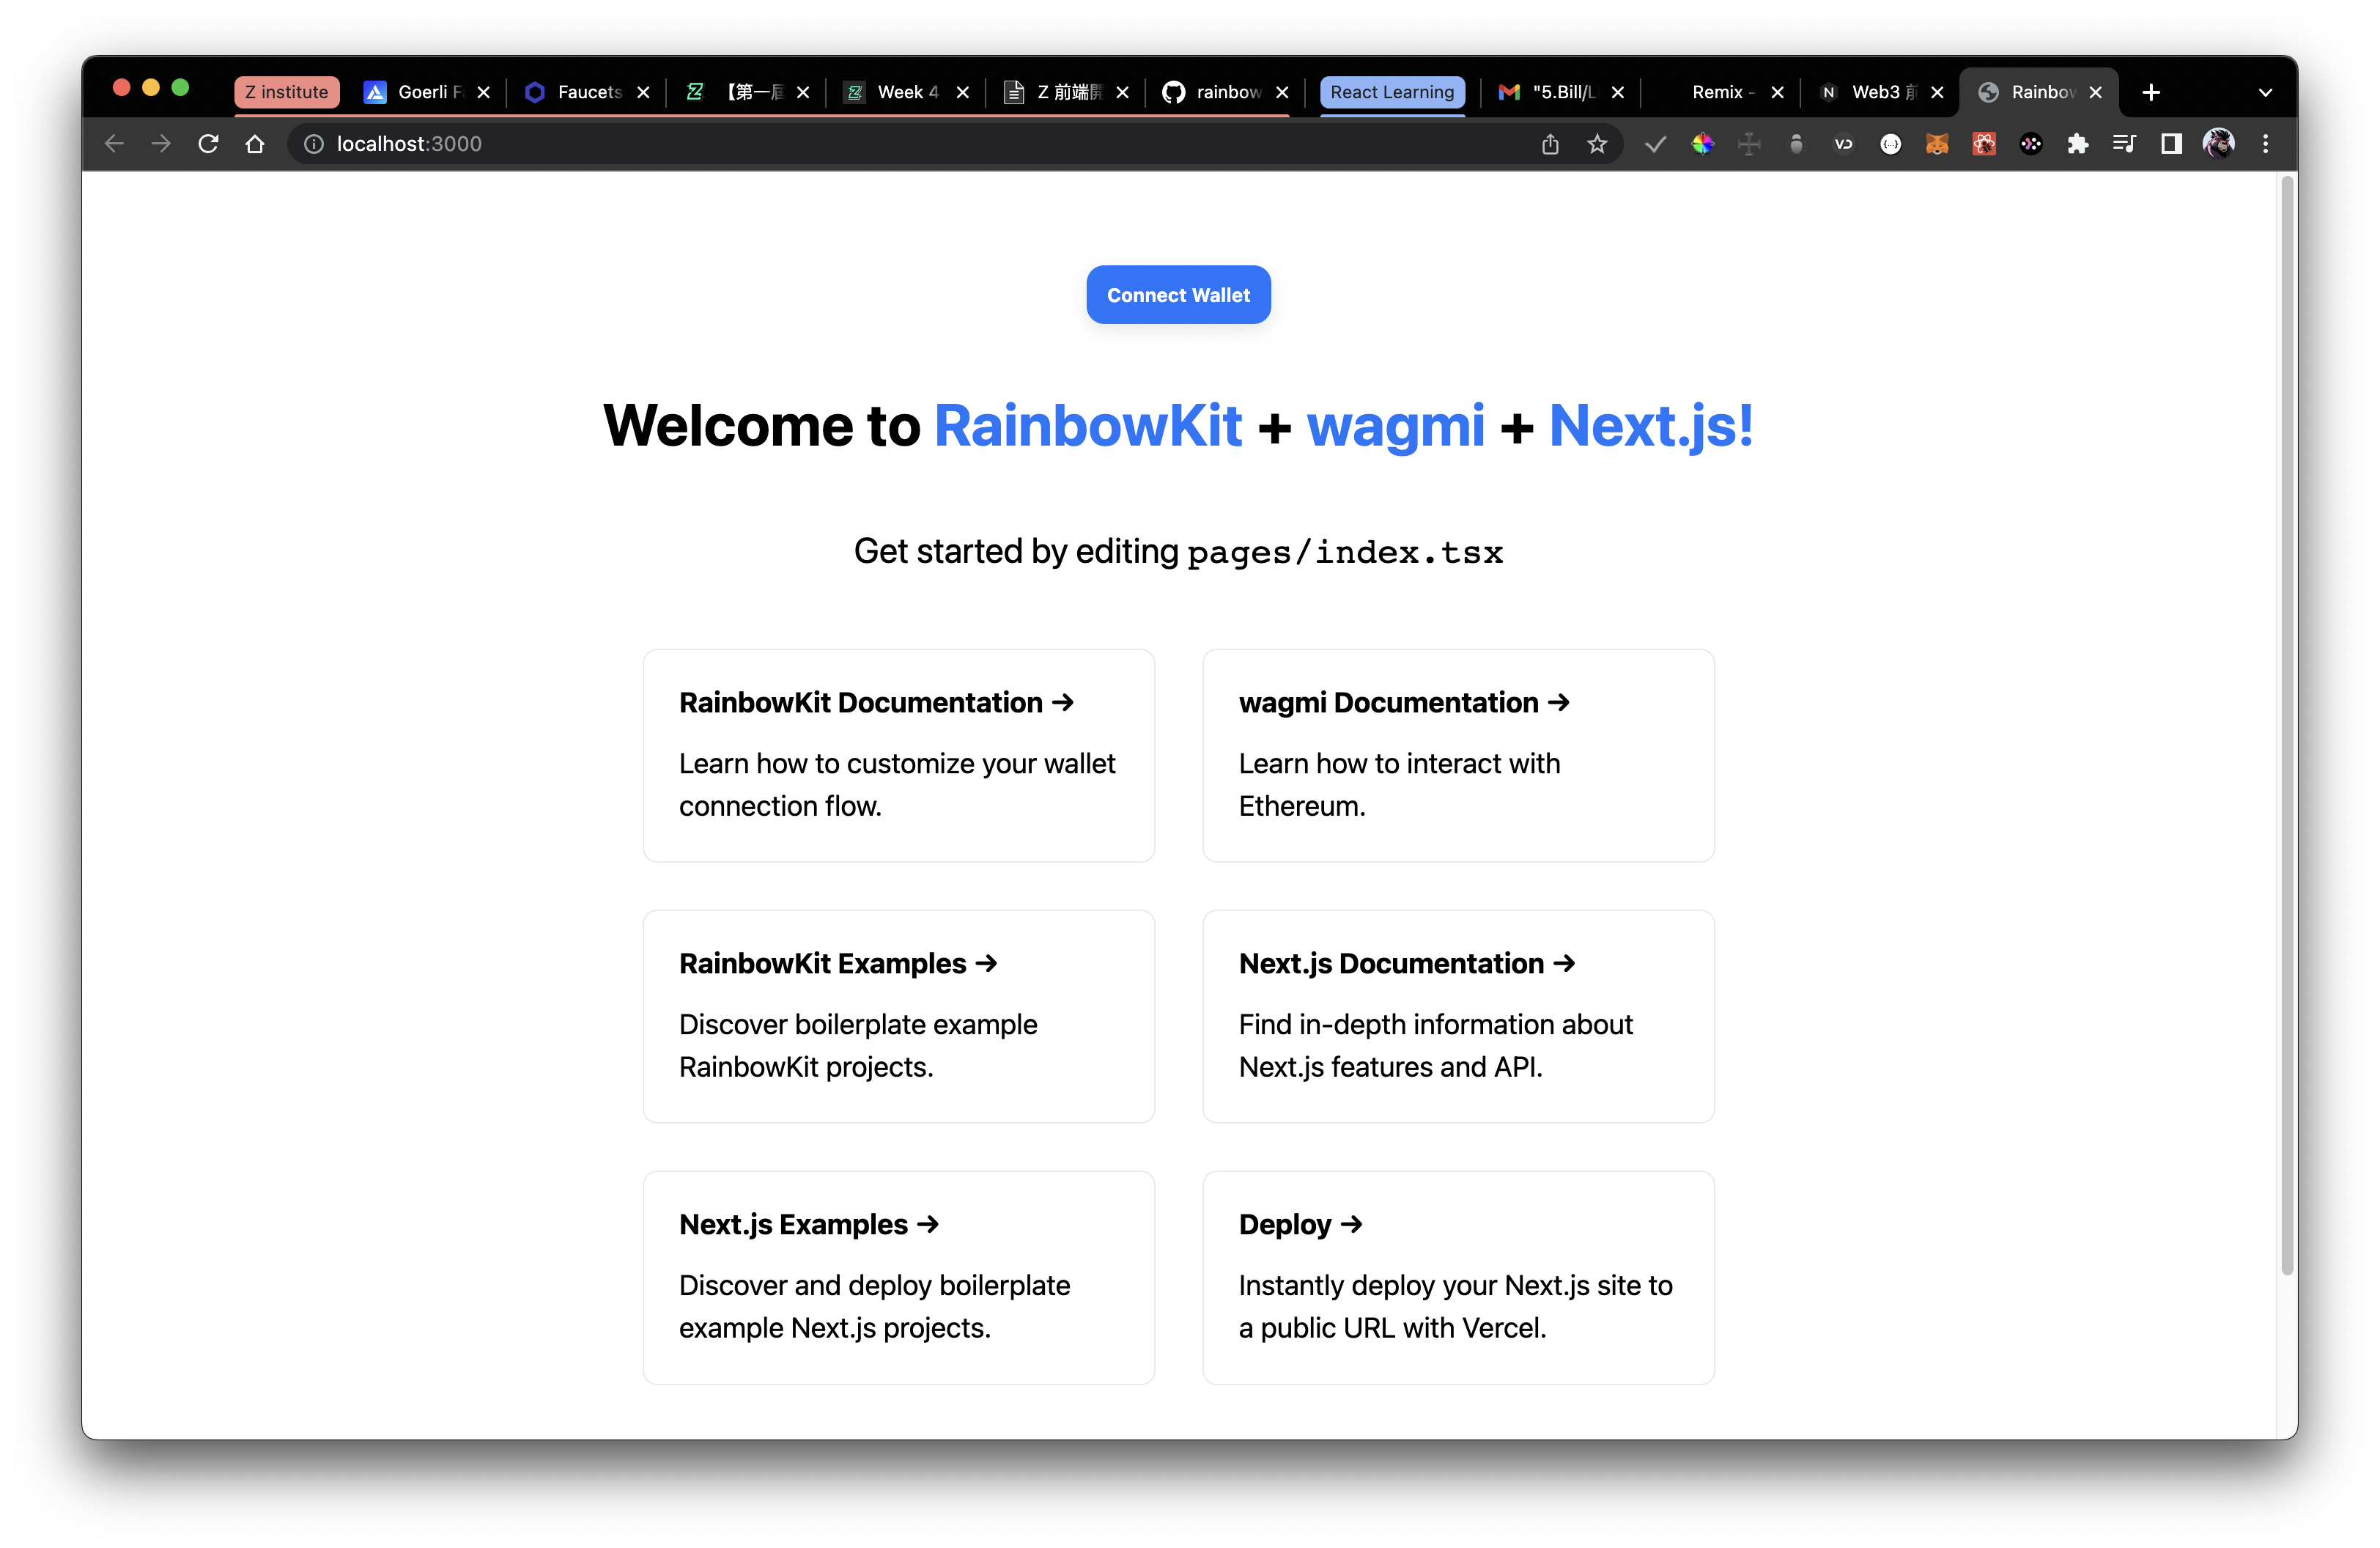 Z institute
Goerli
Faucets
【第一屆
Week 4
Z 前端開
rainbow
React Learning
"5.Bill/L
Remix -
Web3 前
Rainbow
localhost:3000
Connect Wallet
Welcome to RainbowKit + wagmi + Next.js!
Get started by editing pages/index.tsx
RainbowKit Documentation →
Learn how to customize your wallet
connection flow.
wagmi Documentation →
Learn how to interact with
Ethereum.
RainbowKit Examples →
Discover boilerplate example
RainbowKit projects.
Next.js Documentation →
Find in-depth information about
Next.js features and API.
Next.js Examples →
Discover and deploy boilerplate
example Next.js projects.
Deploy →
Instantly deploy your Next.js site to
a public URL with Vercel.